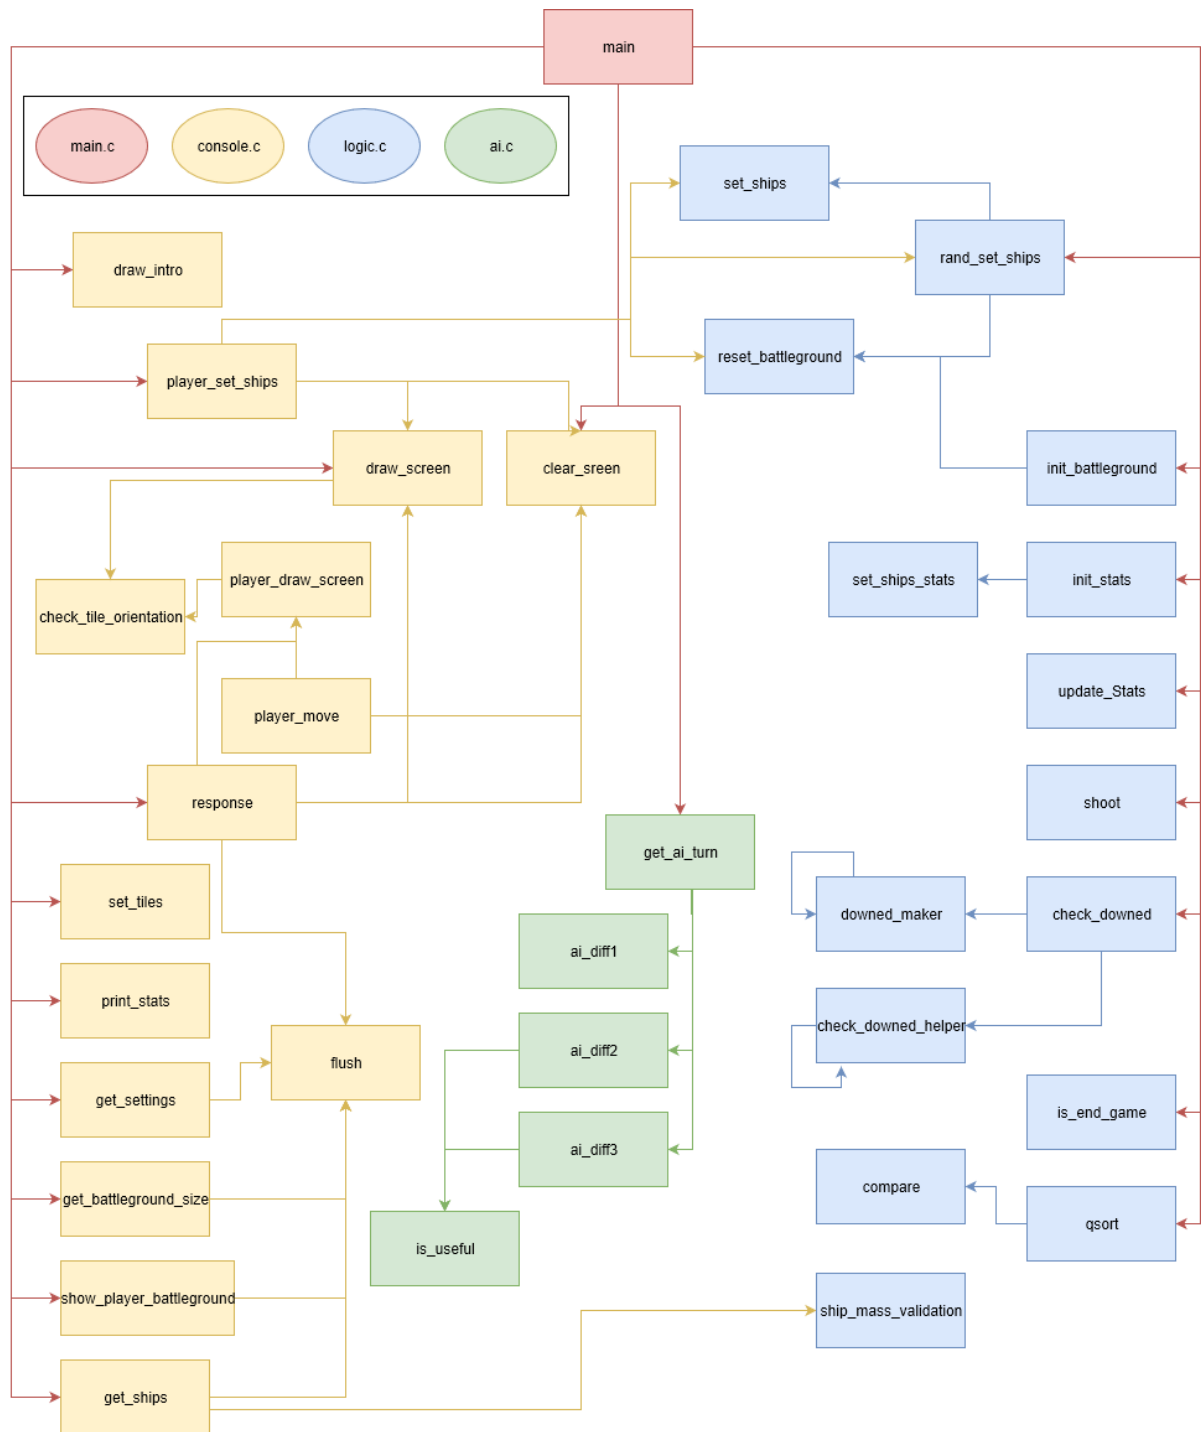 main
main.c
console.c
logic.c
ai.c
set_ships
draw_intro
rand_set_ships
reset_battleground
player_set_ships
draw_screen
clear_sreen
init_battleground
player_draw_screen
set_ships_stats
init_stats
check_tile_orientation
update_Stats
player_move
response
shoot
get_ai_turn
set_tiles
downed_maker
check_downed
ai_diff1
print_stats
check_downed_helper
ai_diff2
flush
get_settings
is_end_game
ai_diff3
compare
get_battleground_size
qsort
is_useful
show_player_battleground
ship_mass_validation
get_ships